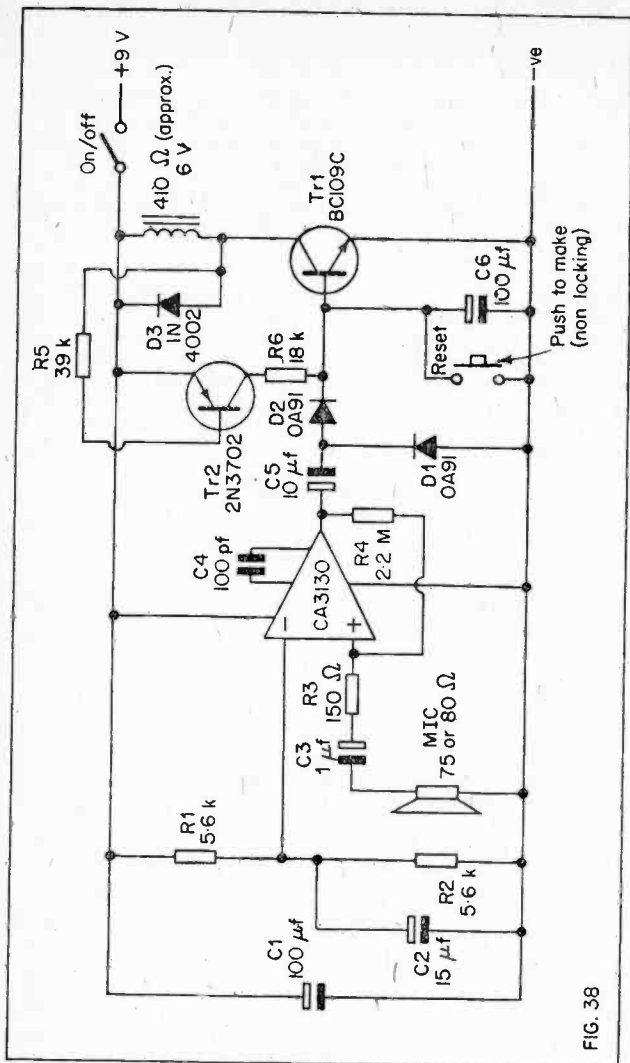 On/off
+9 V
410 Ω (approx.)
6 V
R5
39 k
D3
1N
4002
Tr2
2N3702
R6
18 k
Tr1
BC109C
C4
100 pf
C5
10 µf
D2
OA91
Reset
C6
100 µf
Push to make
(non locking)
–
+
CA3130
R4
2·2 M
D1
OA91
R1
5·6 k
R3
150 Ω
C3
1 µf
MIC
75 or 80 Ω
C1
100 µf
C2
15 µf
R2
5·6 k
–ve
FIG. 38